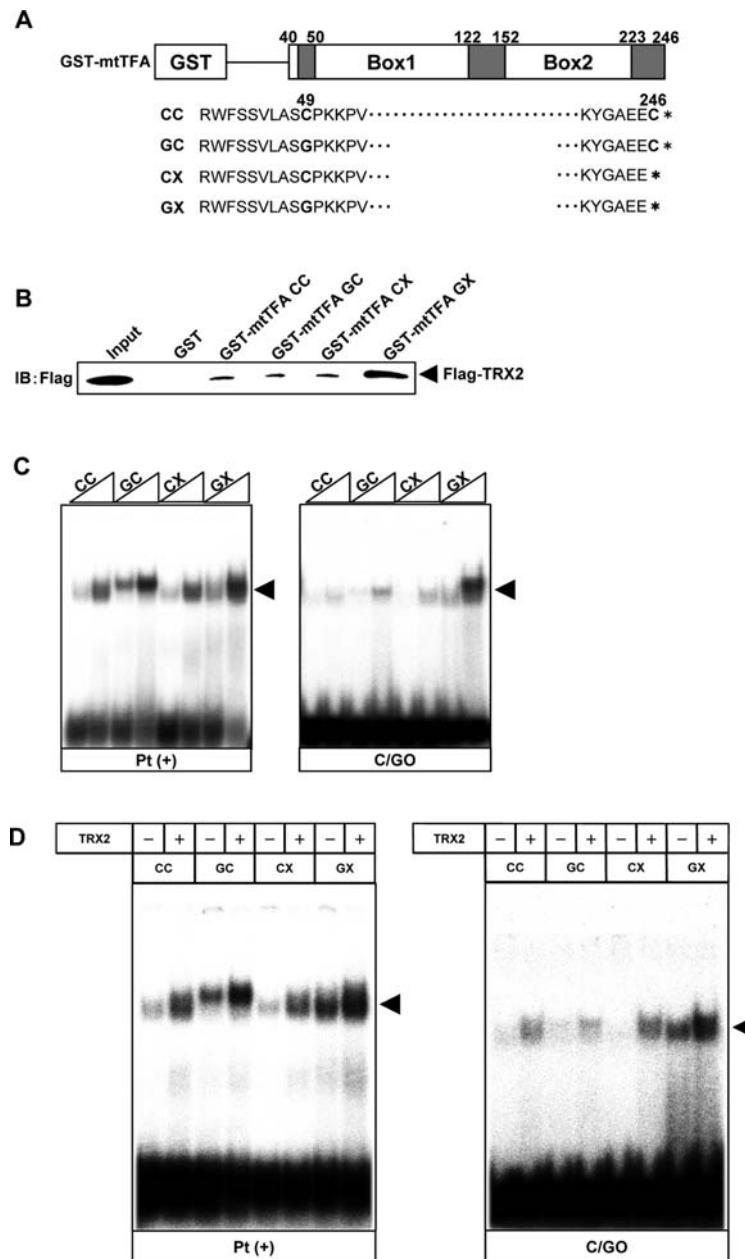 A
40 50 122 152 223 246
GST-mtTFA GST Box1 Box2
49 246
CC RWFSSVLASCPKKPV·····························KYGAEEC*
GC RWFSSVLASGPKKPV··· ···KYGAEEC*
CX RWFSSVLASCPKKPV··· ···KYGAEE*
GX RWFSSVLASGPKKPV··· ···KYGAEE*
B
Input GST GST-mtTFA CC GST-mtTFA GC GST-mtTFA CX GST-mtTFA GX
IB:Flag Flag-TRX2
C
CC GC CX GX CC GC CX GX
Pt (+) C/GO
D
TRX2 − + − + − + − + TRX2 − + − + − + − +
CC GC CX GX CC GC CX GX
Pt (+) C/GO